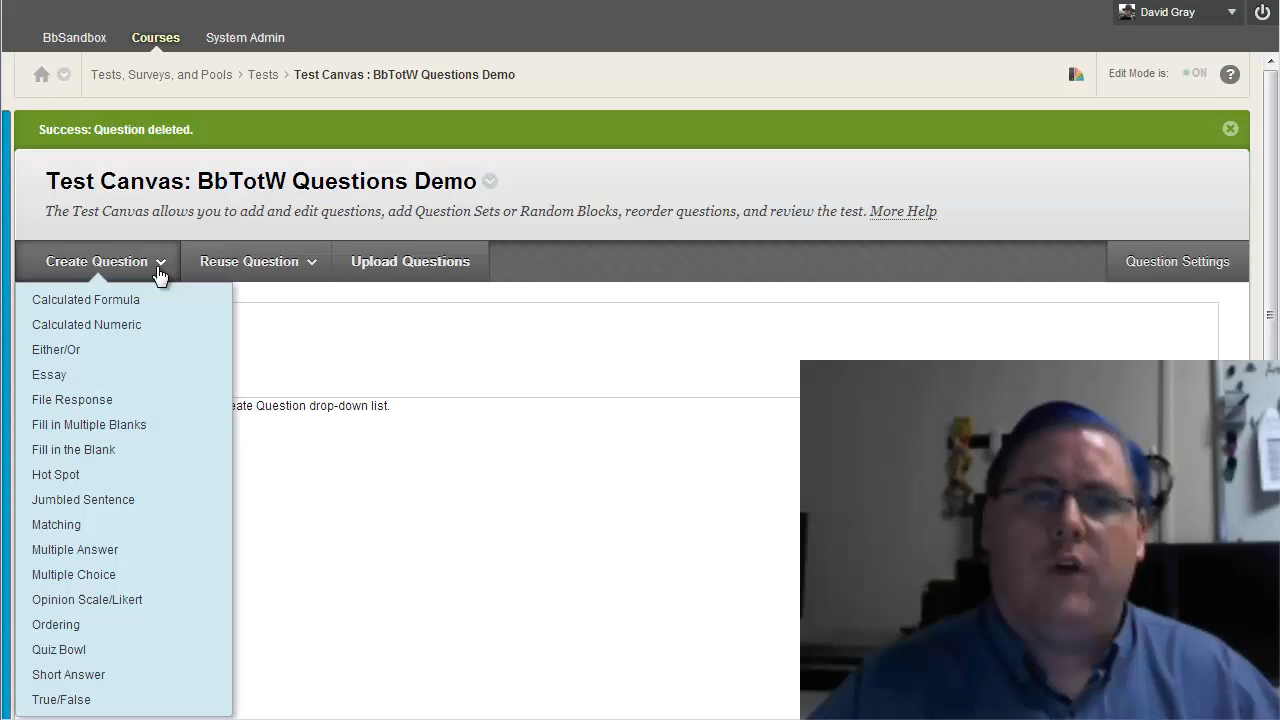 David Gray
BbSandbox Courses System Admin
Tests, Surveys, and Pools > Tests > Test Canvas : BbTotW Questions Demo
Edit Mode is: ON ?
Success: Question deleted.
Test Canvas: BbTotW Questions Demo
The Test Canvas allows you to add and edit questions, add Question Sets or Random Blocks, reorder questions, and review the test. More Help
Create Question Reuse Question Upload Questions Question Settings
Calculated Formula
Calculated Numeric
Either/Or
Essay
File Response
eate Question drop-down list.
Fill in Multiple Blanks
Fill in the Blank
Hot Spot
Jumbled Sentence
Matching
Multiple Answer
Multiple Choice
Opinion Scale/Likert
Ordering
Quiz Bowl
Short Answer
True/False